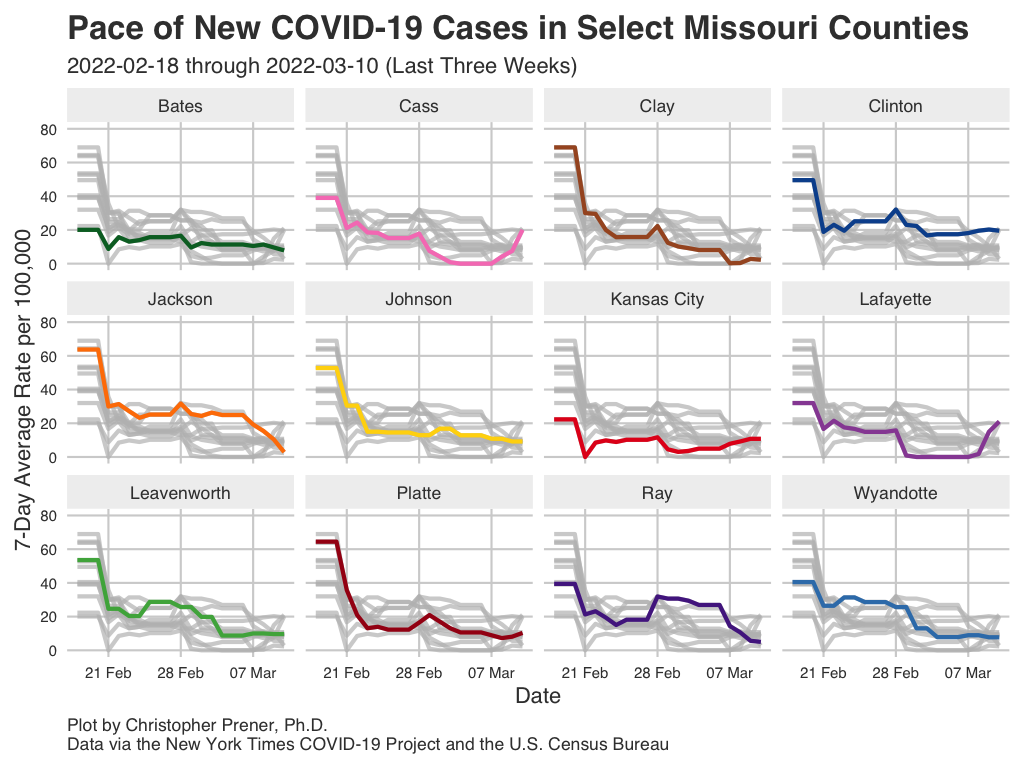 Pace of New COVID-19 Cases in Select Missouri Counties
2022-02-18 through 2022-03-10 (Last Three Weeks)
Bates
Cass
Clay
Clinton
80
60
40
20
0
Jackson
Johnson
Kansas City
Lafayette
80
60
40
20
0
Leavenworth
Platte
Ray
Wyandotte
80
60
40
20
0
7-Day Average Rate per 100,000
21 Feb 28 Feb 07 Mar
21 Feb 28 Feb 07 Mar
21 Feb 28 Feb 07 Mar
21 Feb 28 Feb 07 Mar
Date
Plot by Christopher Prener, Ph.D.
Data via the New York Times COVID-19 Project and the U.S. Census Bureau